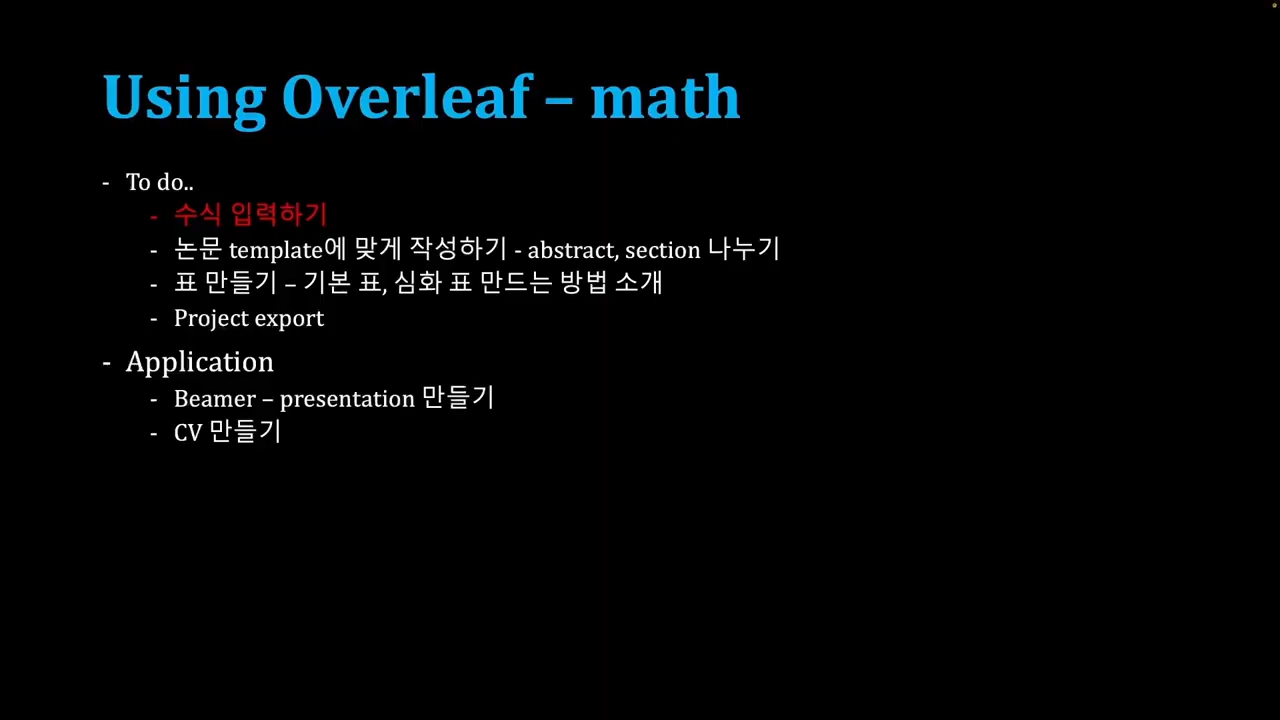 Using Overleaf – math
- To do..
- 수식 입력하기
- 논문 template에 맞게 작성하기 - abstract, section 나누기
- 표 만들기 – 기본 표, 심화 표 만드는 방법 소개
- Project export
- Application
- Beamer – presentation 만들기
- CV 만들기